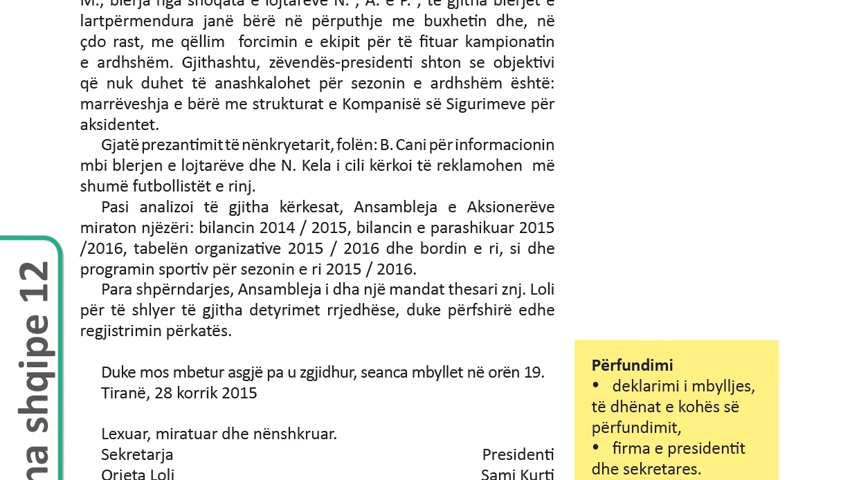 M., blerja nga shoqata e lojtarëve N. , A. e P. , të gjitha blerjet e
lartpërmendura janë bërë në përputhje me buxhetin dhe, në
çdo rast, me qëllim forcimin e ekipit për të fituar kampionatin
e ardhshëm. Gjithashtu, zëvendës-presidenti shton se objektivi
që nuk duhet të anashkalohet për sezonin e ardhshëm është:
marrëveshja e bërë me strukturat e Kompanisë së Sigurimeve për
aksidentet.
Gjatë prezantimit të nënkryetarit, folën: B. Cani për informacionin
mbi blerjen e lojtarëve dhe N. Kela i cili kërkoi të reklamohen më
shumë futbollistët e rinj.
Pasi analizoi të gjitha kërkesat, Ansambleja e Aksionerëve
miraton njëzëri: bilancin 2014 / 2015, bilancin e parashikuar 2015
/2016, tabelën organizative 2015 / 2016 dhe bordin e ri, si dhe
programin sportiv për sezonin e ri 2015 / 2016.
Para shpërndarjes, Ansambleja i dha një mandat thesari znj. Loli
për të shlyer të gjitha detyrimet rrjedhëse, duke përfshirë edhe
regjistrimin përkatës.
Duke mos mbetur asgjë pa u zgjidhur, seanca mbyllet në orën 19.
Tiranë, 28 korrik 2015
Lexuar, miratuar dhe nënshkruar.
Sekretarja Presidenti
Orjeta Loli Sami Kurti
Përfundimi
• deklarimi i mbylljes,
të dhënat e kohës së
përfundimit,
• firma e presidentit
dhe sekretares.
na shqipe 12